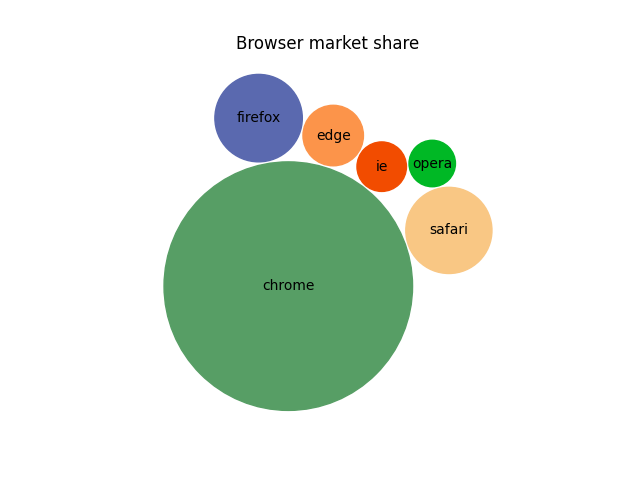 Browser market share
firefox
edge
ie
opera
safari
chrome